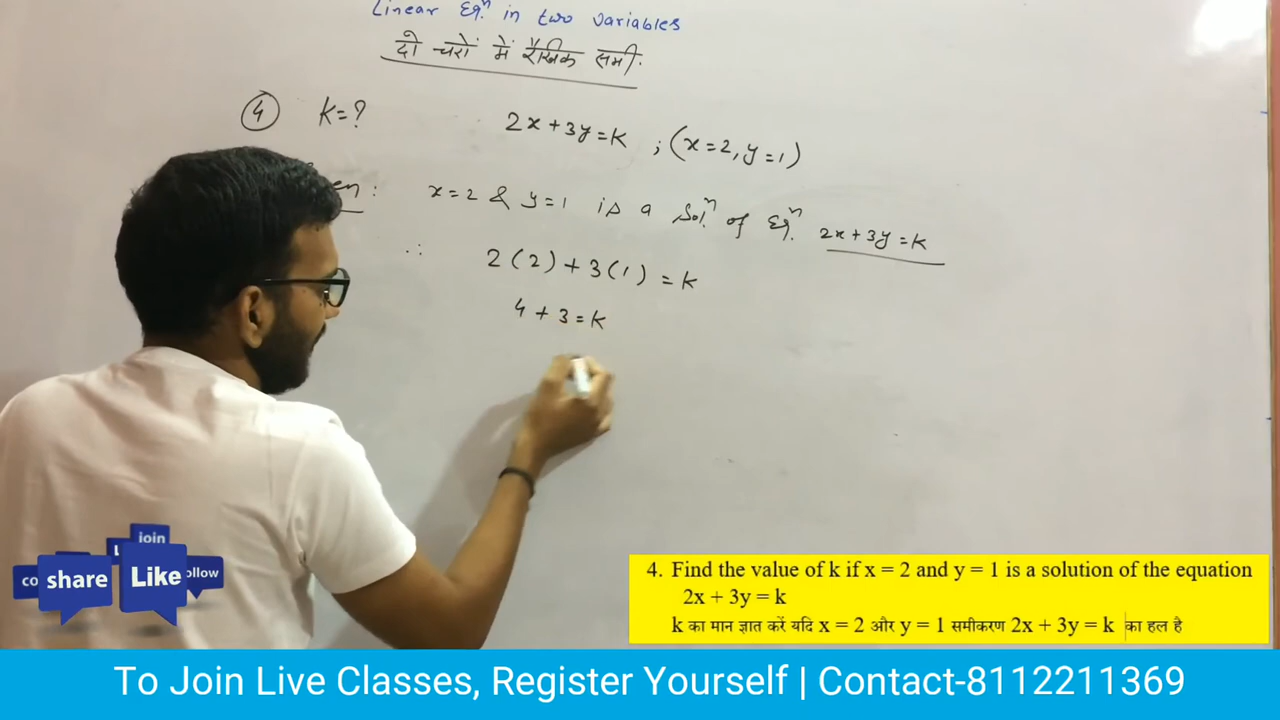 Linear Eqⁿ in two variables
दो चरों में रैखिक समी.
4 K=? 2x+3y=K ; (x=2, y=1)
en : x=2 & y=1 is a Solⁿ of Eqⁿ. 2x+3y=K
∴ 2(2)+3(1)=K
4+3=K
join
share Like ollow
4. Find the value of k if x = 2 and y = 1 is a solution of the equation
2x + 3y = k
k का मान ज्ञात करें यदि x = 2 और y = 1 समीकरण 2x + 3y = k का हल है
To Join Live Classes, Register Yourself | Contact-8112211369